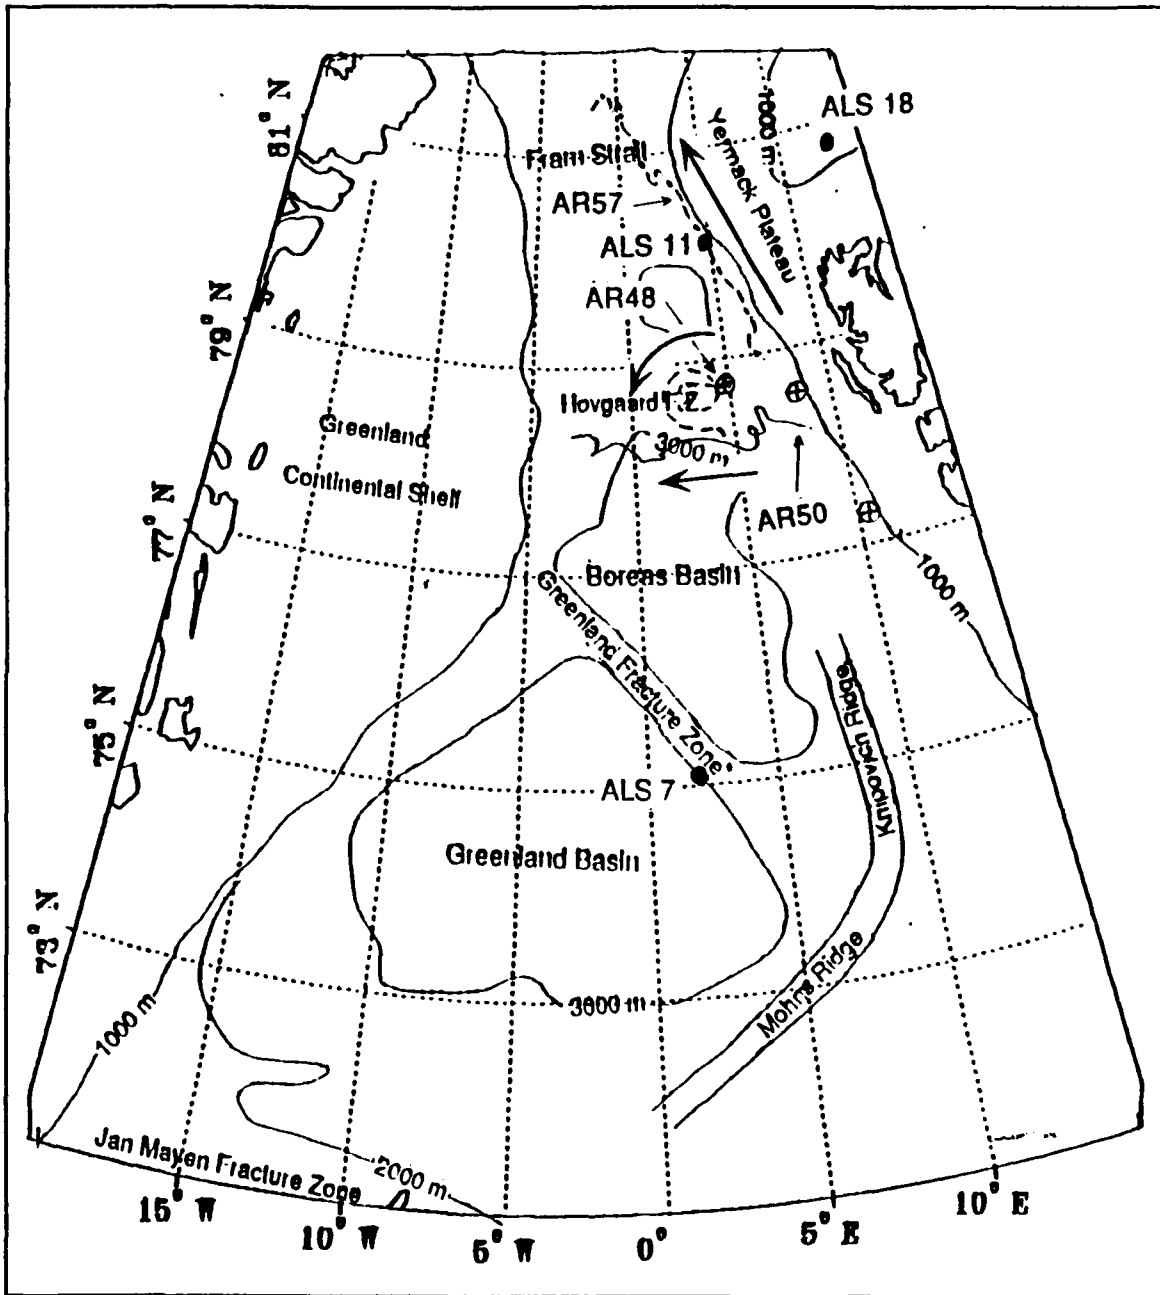 ALS 18
81° N
1000 m
Yermack Plateau
Fram Strait
AR57
ALS 11
AR48
79° N
Hovgaard F. Z.
3000 m
Greenland
Continental Shelf
AR50
77° N
Boreas Basin
1000 m
Greenland Fracture Zone
Knipovich Ridge
75° N
ALS 7
Greenland Basin
73° N
Mohns Ridge
3000 m
1000 m
Jan Mayen Fracture Zone
2000 m
15° W
10° W
5° W
0°
5° E
10° E